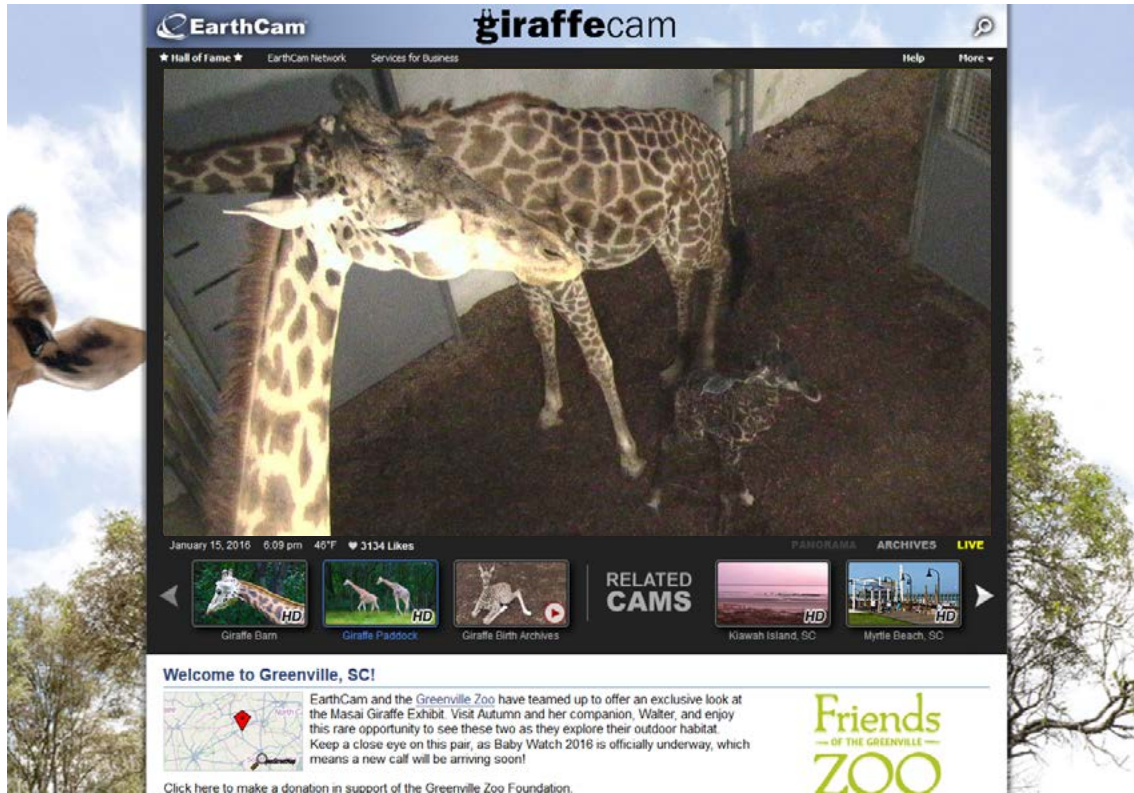 EarthCam
giraffecam
★ Hall of Fame ★ EarthCam Network Services for Business Help More
January 15, 2016 6:09 pm 46°F ♥ 3134 Likes PANORAMA ARCHIVES LIVE
HD HD RELATED CAMS HD HD
Giraffe Barn Giraffe Paddock Giraffe Birth Archives Kiawah Island, SC Myrtle Beach, SC
Welcome to Greenville, SC!
EarthCam and the Greenville Zoo have teamed up to offer an exclusive look at
the Masai Giraffe Exhibit. Visit Autumn and her companion, Walter, and enjoy
this rare opportunity to see these two as they explore their outdoor habitat.
Keep a close eye on this pair, as Baby Watch 2016 is officially underway, which
means a new calf will be arriving soon!
Click here to make a donation in support of the Greenville Zoo Foundation.
Friends
OF THE GREENVILLE
ZOO